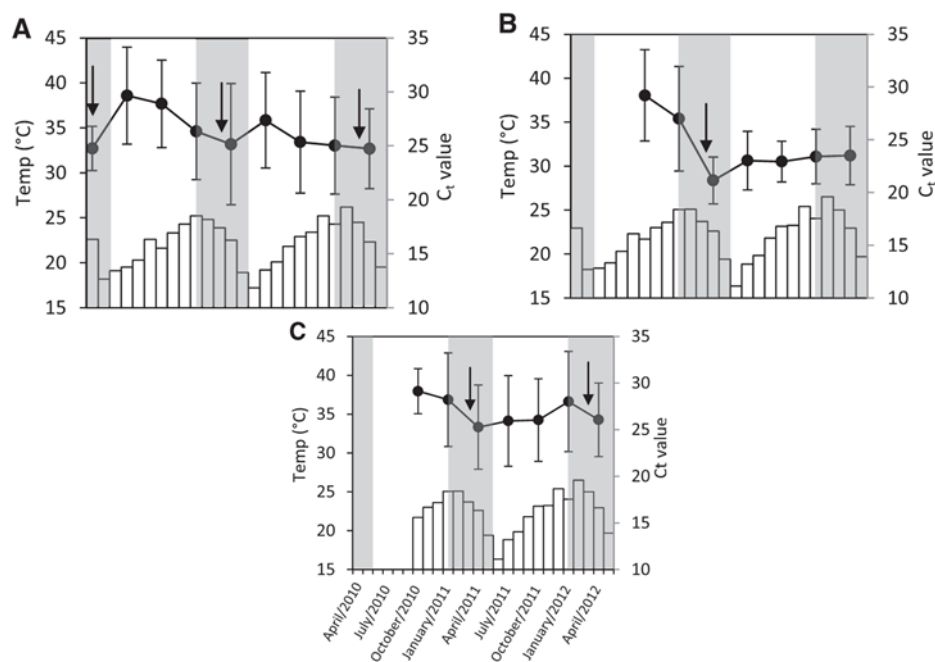 A
45
40
35
30
25
20
15
Temp (°C)
35
30
25
20
15
10
Ct value
B
45
40
35
30
25
20
15
Temp (°C)
35
30
25
20
15
10
Ct value
C
45
40
35
30
25
20
15
Temp (°C)
35
30
25
20
15
10
Ct value
April/2010
July/2010
October/2010
January/2011
April/2011
July/2011
October/2011
January/2012
April/2012